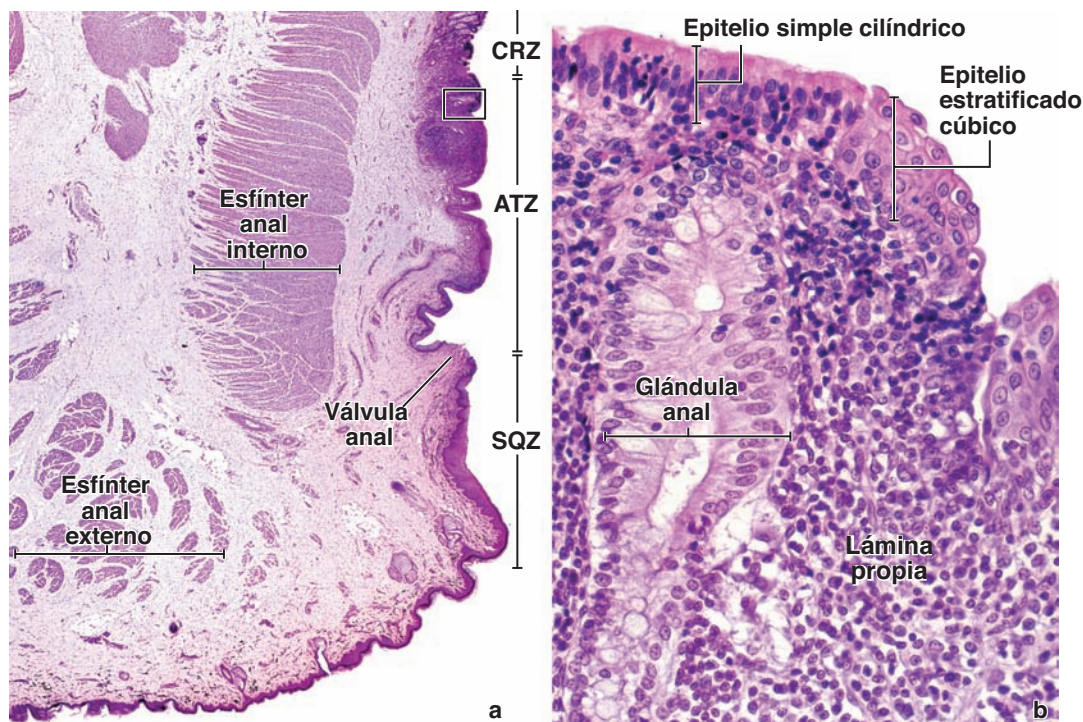 CRZ
ATZ
SQZ
Esfínter
anal
interno
Válvula
anal
Esfínter
anal
externo
a
Epitelio simple cilíndrico
Epitelio
estratificado
cúbico
Glándula
anal
Lámina
propia
b